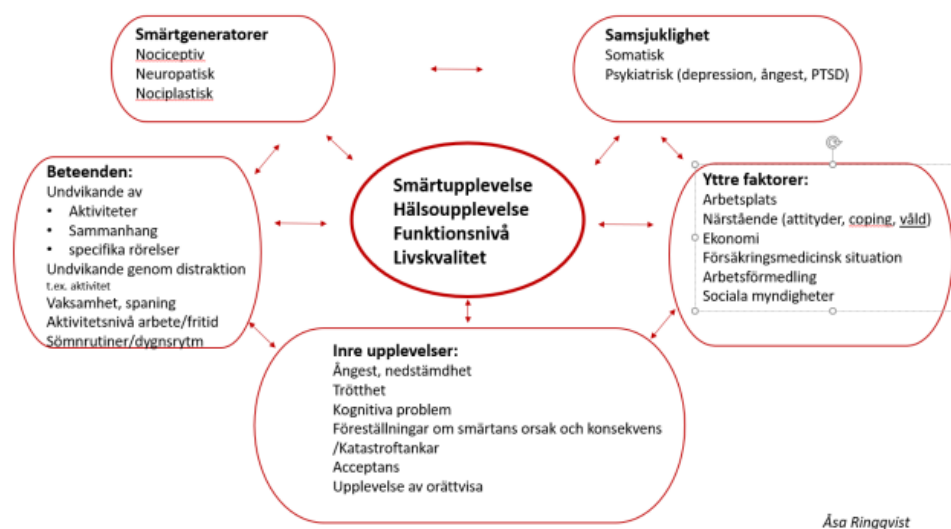 Smärtgeneratorer
Nociceptiv
Neuropatisk
Nociplastisk
Samsjuklighet
Somatisk
Psykiatrisk (depression, ångest, PTSD)
Beteenden:
Undvikande av
• Aktiviteter
• Sammanhang
• specifika rörelser
Undvikande genom distraktion
t.ex. aktivitet
Vaksamhet, spaning
Aktivitetsnivå arbete/fritid
Sömnrutiner/dygnsrytm
Smärtupplevelse
Hälsoupplevelse
Funktionsnivå
Livskvalitet
Yttre faktorer:
Arbetsplats
Närstående (attityder, coping, våld)
Ekonomi
Försäkringsmedicinsk situation
Arbetsförmedling
Sociala myndigheter
Inre upplevelser:
Ångest, nedstämdhet
Trötthet
Kognitiva problem
Föreställningar om smärtans orsak och konsekvens
/Katastroftankar
Acceptans
Upplevelse av orättvisa
Åsa Ringqvist